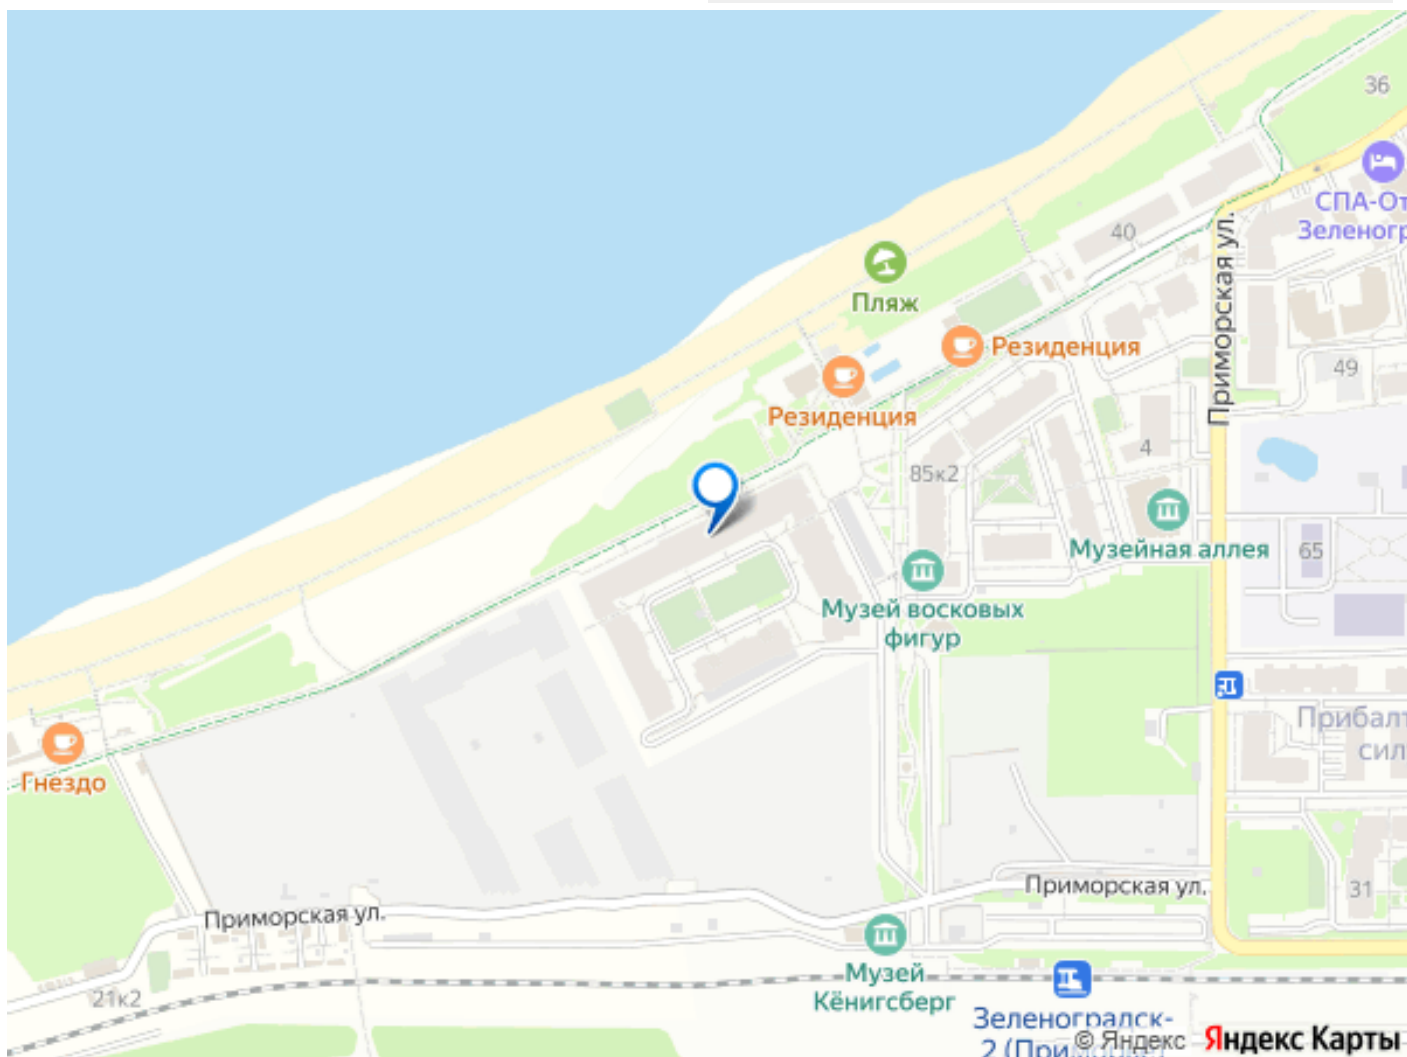 36
СПА-От
Зеленогр
40
Приморская ул.
Пляж
Резиденция
Резиденция
49
4
85к2
Музейная аллея
65
Музей восковых
фигур
Прибалт
сил
Гнездо
Приморская ул.
31
Приморская ул.
21к2
Музей
Кёнигсберг
Зеленоградск-
© Яндекс Яндекс Карты